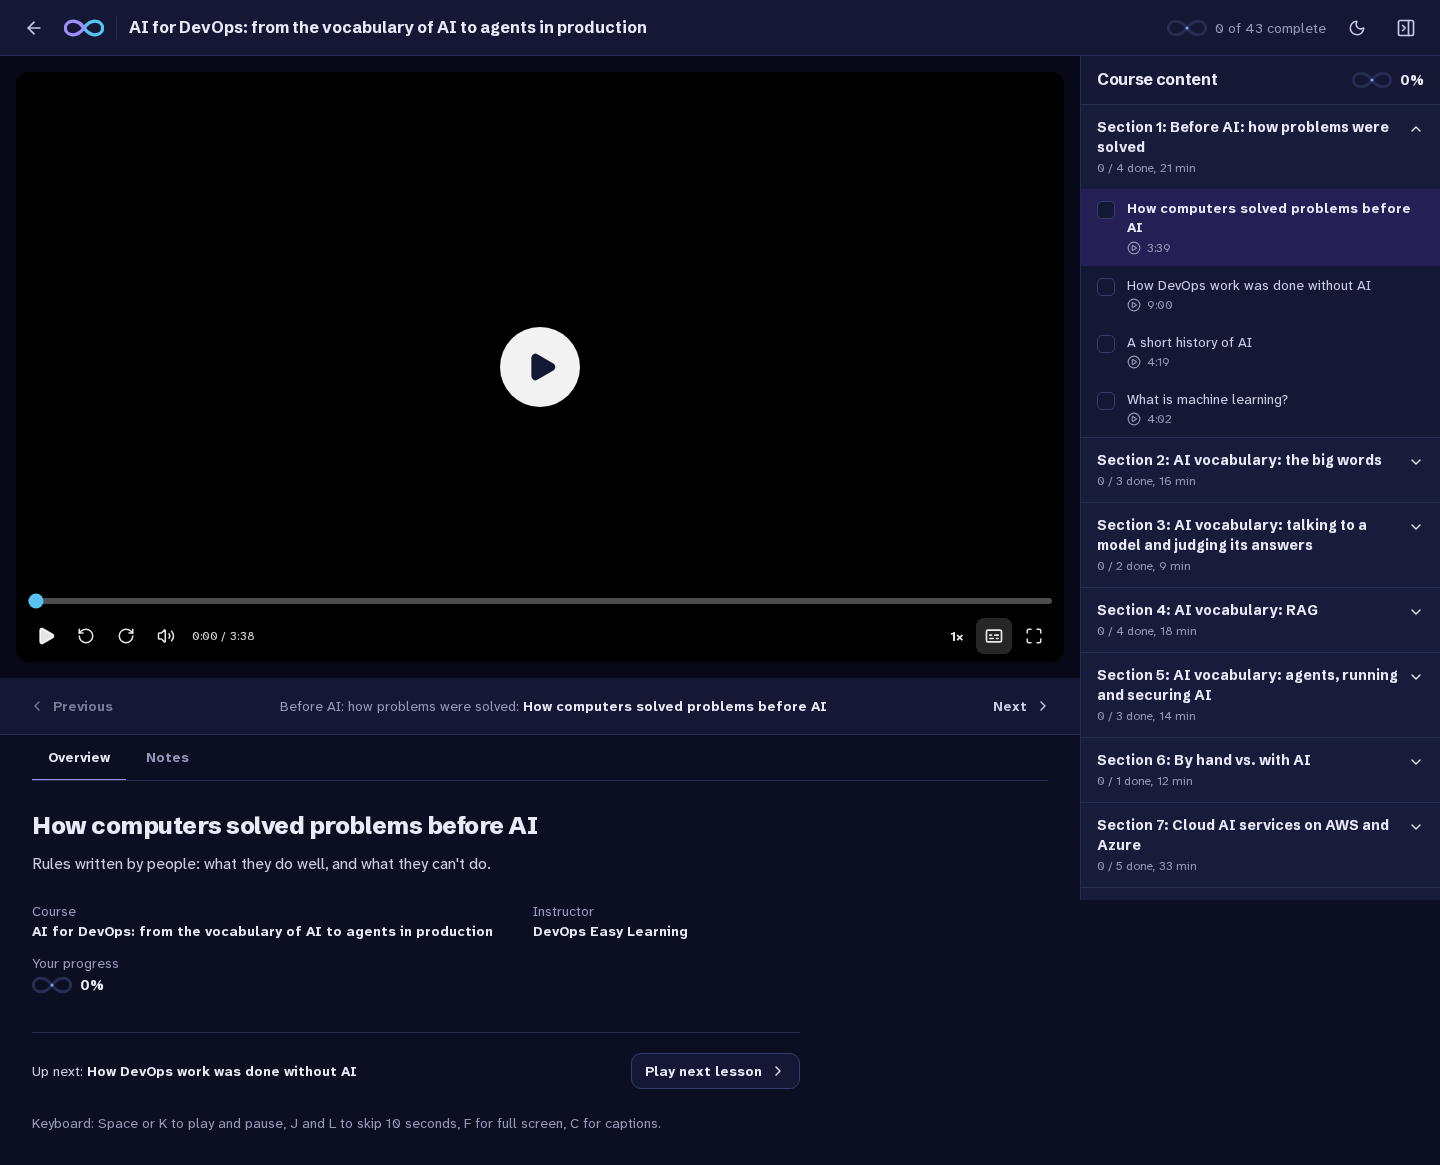 AI for DevOps: from the vocabulary of AI to agents in production
0 of 43 complete
0:00 / 3:38
1×
Previous
Before AI: how problems were solved: How computers solved problems before AI
Next
Overview
Notes
How computers solved problems before AI
Rules written by people: what they do well, and what they can't do.
Course
AI for DevOps: from the vocabulary of AI to agents in production
Instructor
DevOps Easy Learning
Your progress
0%
Up next: How DevOps work was done without AI
Play next lesson
Keyboard: Space or K to play and pause, J and L to skip 10 seconds, F for full screen, C for captions.
Course content
0%
Section 1: Before AI: how problems were
solved
0 / 4 done, 21 min
How computers solved problems before
AI
3:39
How DevOps work was done without AI
9:00
A short history of AI
4:19
What is machine learning?
4:02
Section 2: AI vocabulary: the big words
0 / 3 done, 16 min
Section 3: AI vocabulary: talking to a
model and judging its answers
0 / 2 done, 9 min
Section 4: AI vocabulary: RAG
0 / 4 done, 18 min
Section 5: AI vocabulary: agents, running
and securing AI
0 / 3 done, 14 min
Section 6: By hand vs. with AI
0 / 1 done, 12 min
Section 7: Cloud AI services on AWS and
Azure
0 / 5 done, 33 min